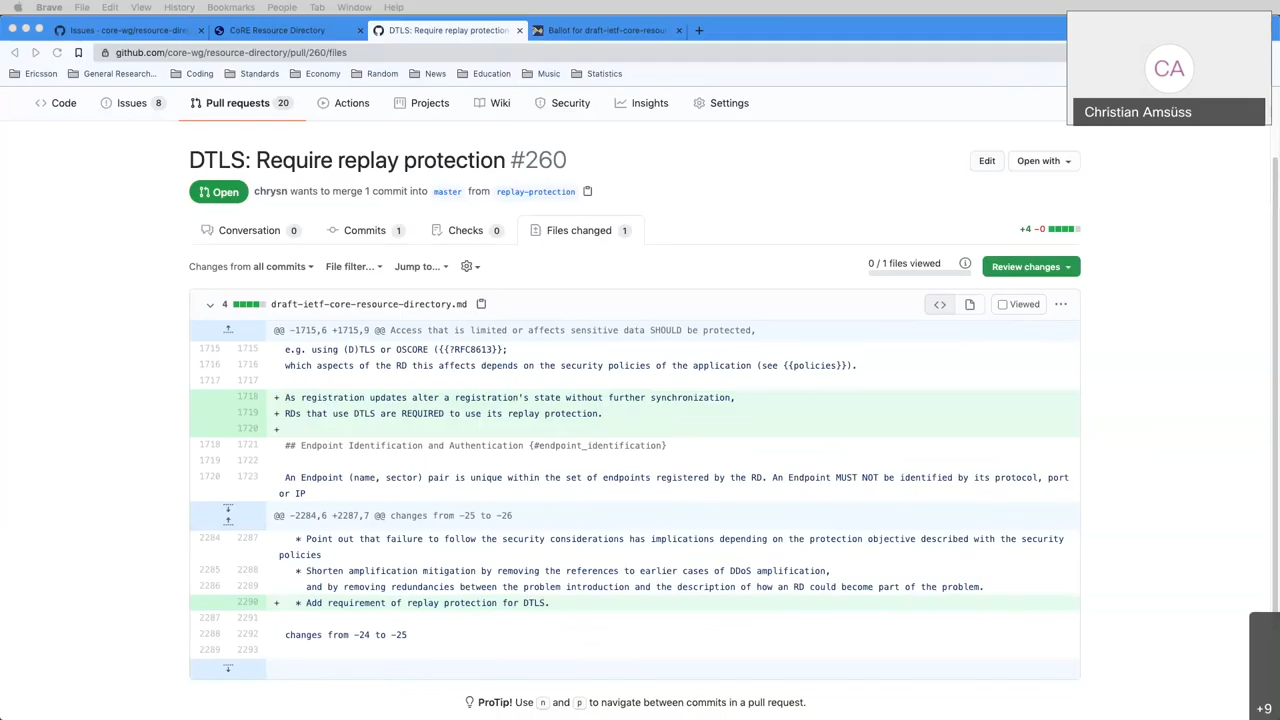 Brave File Edit View History Bookmarks People Tab Window Help
Issues - core-wg/resource-dire × CoRE Resource Directory × DTLS: Require replay protection × Ballot for draft-ietf-core-resou × +
github.com/core-wg/resource-directory/pull/260/files
Ericsson General Research... Coding Standards Economy Random News Education Music Statistics
CA
Christian Amsüss
Code Issues 8 Pull requests 20 Actions Projects Wiki Security Insights Settings
DTLS: Require replay protection #260
Edit Open with
Open chrysn wants to merge 1 commit into master from replay-protection
Conversation 0 Commits 1 Checks 0 Files changed 1
+4 −0
Changes from all commits File filter... Jump to...
0 / 1 files viewed Review changes
4 draft-ietf-core-resource-directory.md Viewed ...
@@ -1715,6 +1715,9 @@ Access that is limited or affects sensitive data SHOULD be protected,
1715 1715 e.g. using (D)TLS or OSCORE ({{?RFC8613}};
1716 1716 which aspects of the RD this affects depends on the security policies of the application (see {{policies}}).
1717 1717
1718 + As registration updates alter a registration's state without further synchronization,
1719 + RDs that use DTLS are REQUIRED to use its replay protection.
1720 +
1718 1721 ## Endpoint Identification and Authentication {#endpoint_identification}
1719 1722
1720 1723 An Endpoint (name, sector) pair is unique within the set of endpoints registered by the RD. An Endpoint MUST NOT be identified by its protocol, port
or IP
@@ -2284,6 +2287,7 @@ changes from -25 to -26
2284 2287 * Point out that failure to follow the security considerations has implications depending on the protection objective described with the security
policies
2285 2288 * Shorten amplification mitigation by removing the references to earlier cases of DDoS amplification,
2286 2289 and by removing redundancies between the problem introduction and the description of how an RD could become part of the problem.
2290 + * Add requirement of replay protection for DTLS.
2287 2291
2288 2292 changes from -24 to -25
2289 2293
ProTip! Use n and p to navigate between commits in a pull request.
+9